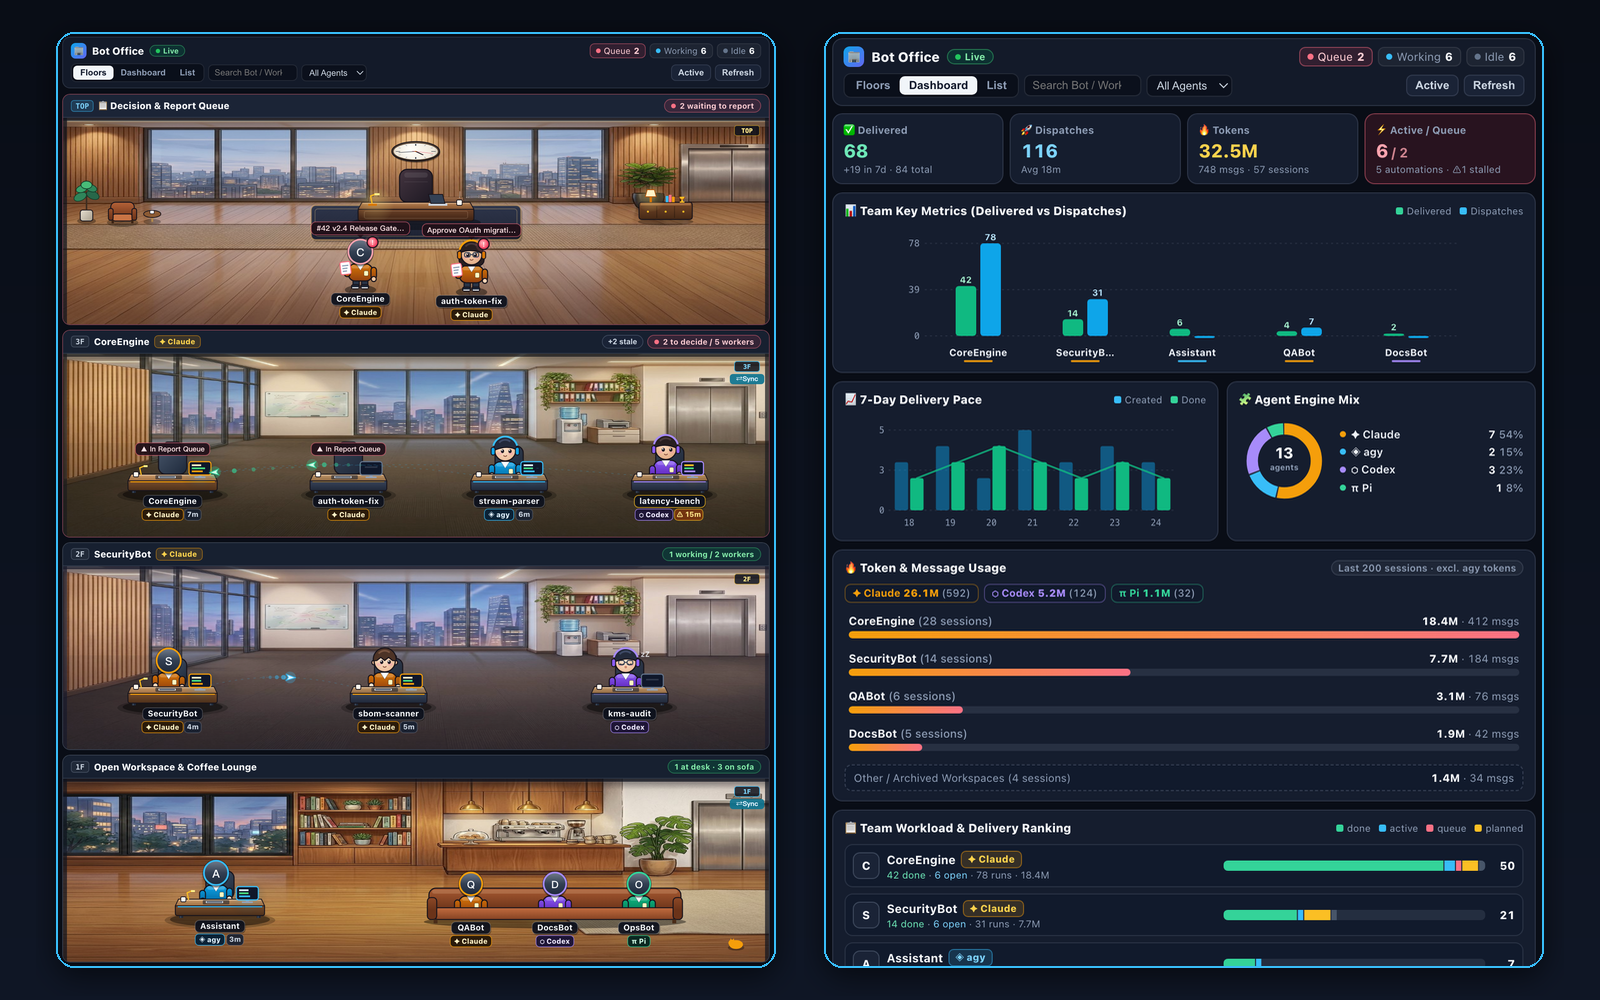 Bot Office
Live
Queue 2
Working 6
Idle 6
Floors
Dashboard
List
Search Bot / Work
All Agents
Active
Refresh
TOP
Decision & Report Queue
2 waiting to report
TOP
#42 v2.4 Release Gate...
Approve OAuth migrati...
C
CoreEngine
auth-token-fix
Claude
Claude
3F
CoreEngine
Claude
+2 stale
2 to decide / 5 workers
3F
⇄Sync
▲ In Report Queue
▲ In Report Queue
CoreEngine
auth-token-fix
stream-parser
latency-bench
Claude
7m
Claude
agy
6m
Codex
⚠ 15m
2F
SecurityBot
Claude
1 working / 2 workers
2F
S
zZ
SecurityBot
sbom-scanner
kms-audit
Claude
4m
Claude
5m
Codex
1F
Open Workspace & Coffee Lounge
1 at desk · 3 on sofa
1F
⇄Sync
A
Q
D
O
Assistant
agy
3m
QABot
DocsBot
OpsBot
Claude
Codex
π Pi
Bot Office
Live
Queue 2
Working 6
Idle 6
Floors
Dashboard
List
Search Bot / Work
All Agents
Active
Refresh
Delivered
68
+19 in 7d · 84 total
Dispatches
116
Avg 18m
Tokens
32.5M
748 msgs · 57 sessions
Active / Queue
6 / 2
5 automations · ⚠1 stalled
Team Key Metrics (Delivered vs Dispatches)
Delivered
Dispatches
78
39
0
42
78
14
31
6
4
7
2
CoreEngine
SecurityB...
Assistant
QABot
DocsBot
7-Day Delivery Pace
Created
Done
5
3
0
18
19
20
21
22
23
24
Agent Engine Mix
13
agents
Claude
7 54%
agy
2 15%
Codex
3 23%
π Pi
1 8%
Token & Message Usage
Last 200 sessions · excl. agy tokens
Claude 26.1M (592)
Codex 5.2M (124)
π Pi 1.1M (32)
CoreEngine (28 sessions)
18.4M · 412 msgs
SecurityBot (14 sessions)
7.7M · 184 msgs
QABot (6 sessions)
3.1M · 76 msgs
DocsBot (5 sessions)
1.9M · 42 msgs
Other / Archived Workspaces (4 sessions)
1.4M · 34 msgs
Team Workload & Delivery Ranking
done
active
queue
planned
C
CoreEngine
Claude
42 done · 6 open · 78 runs · 18.4M
50
S
SecurityBot
Claude
14 done · 6 open · 31 runs · 7.7M
21
A
Assistant
agy
7